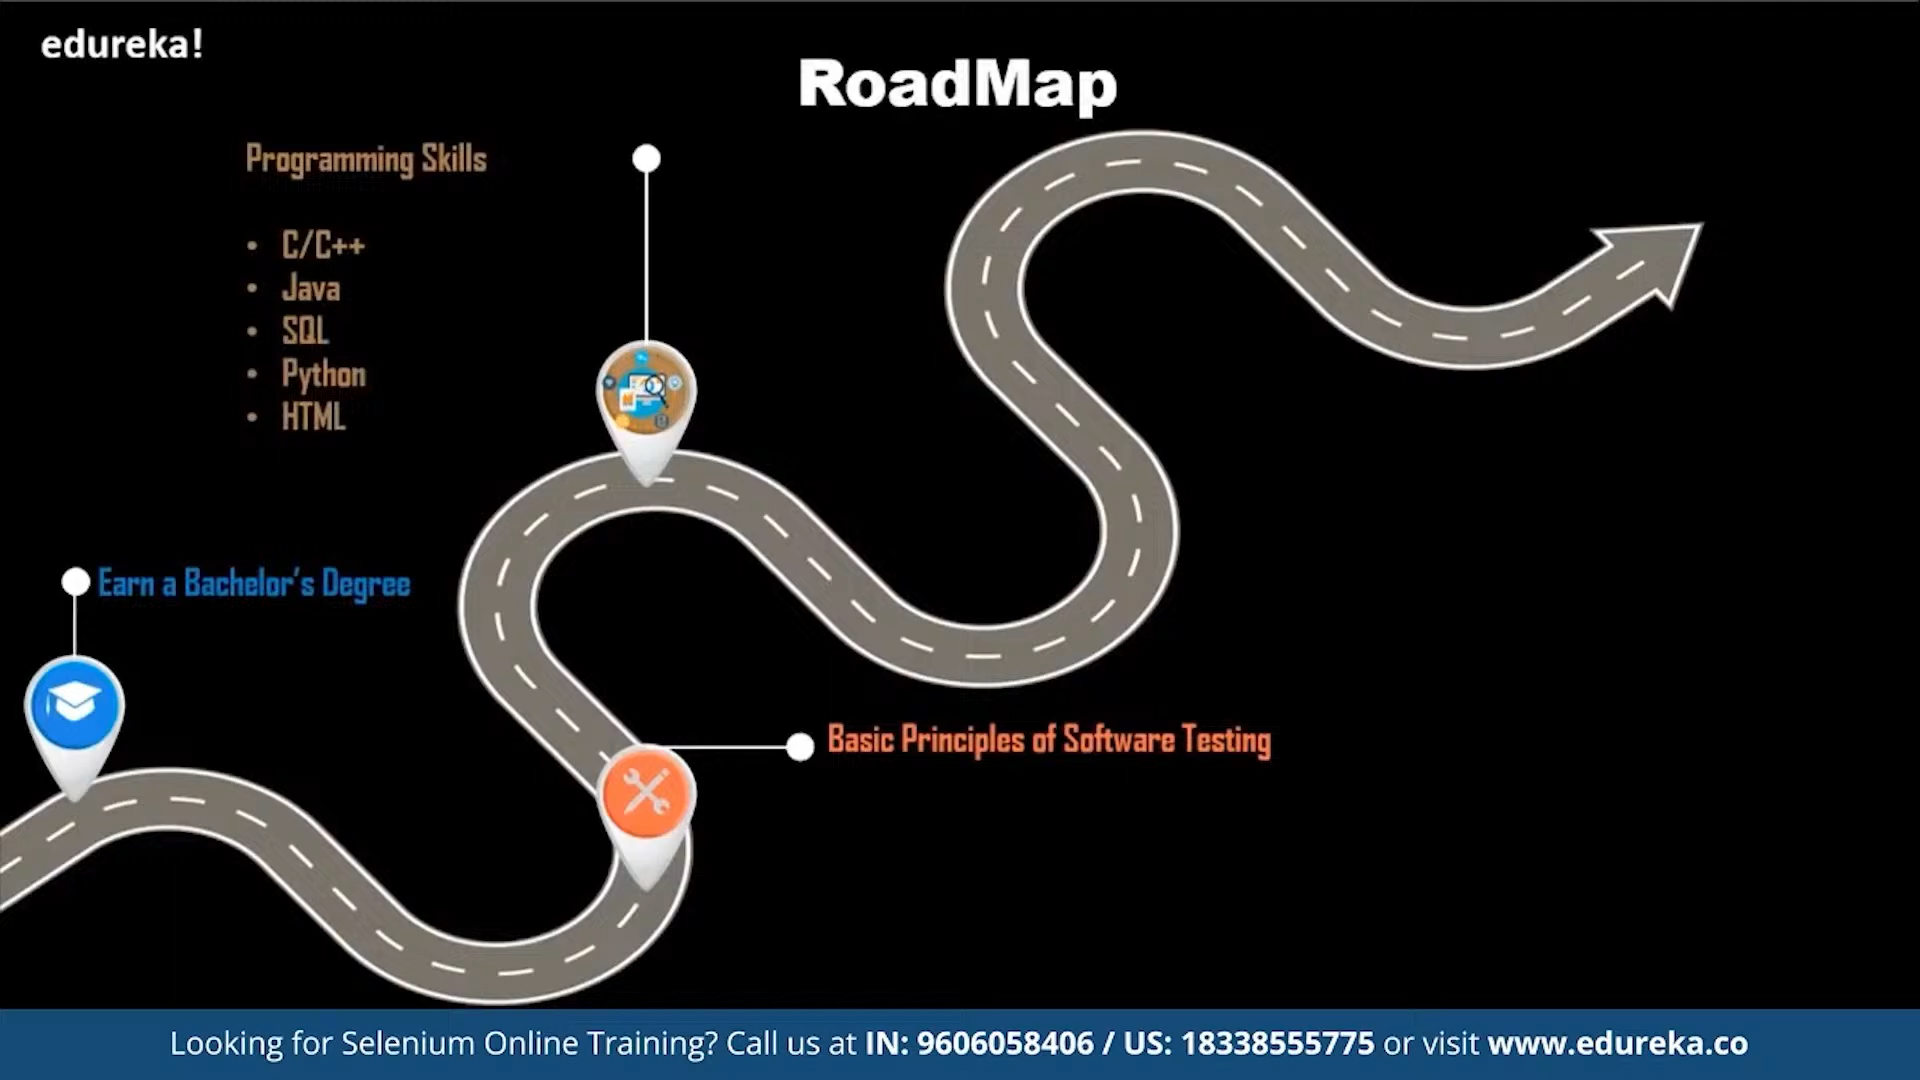 edureka!
RoadMap
Programming Skills
• C/C++
• Java
• SQL
• Python
• HTML
Earn a Bachelor's Degree
Basic Principles of Software Testing
Looking for Selenium Online Training? Call us at IN: 9606058406 / US: 18338555775 or visit www.edureka.co